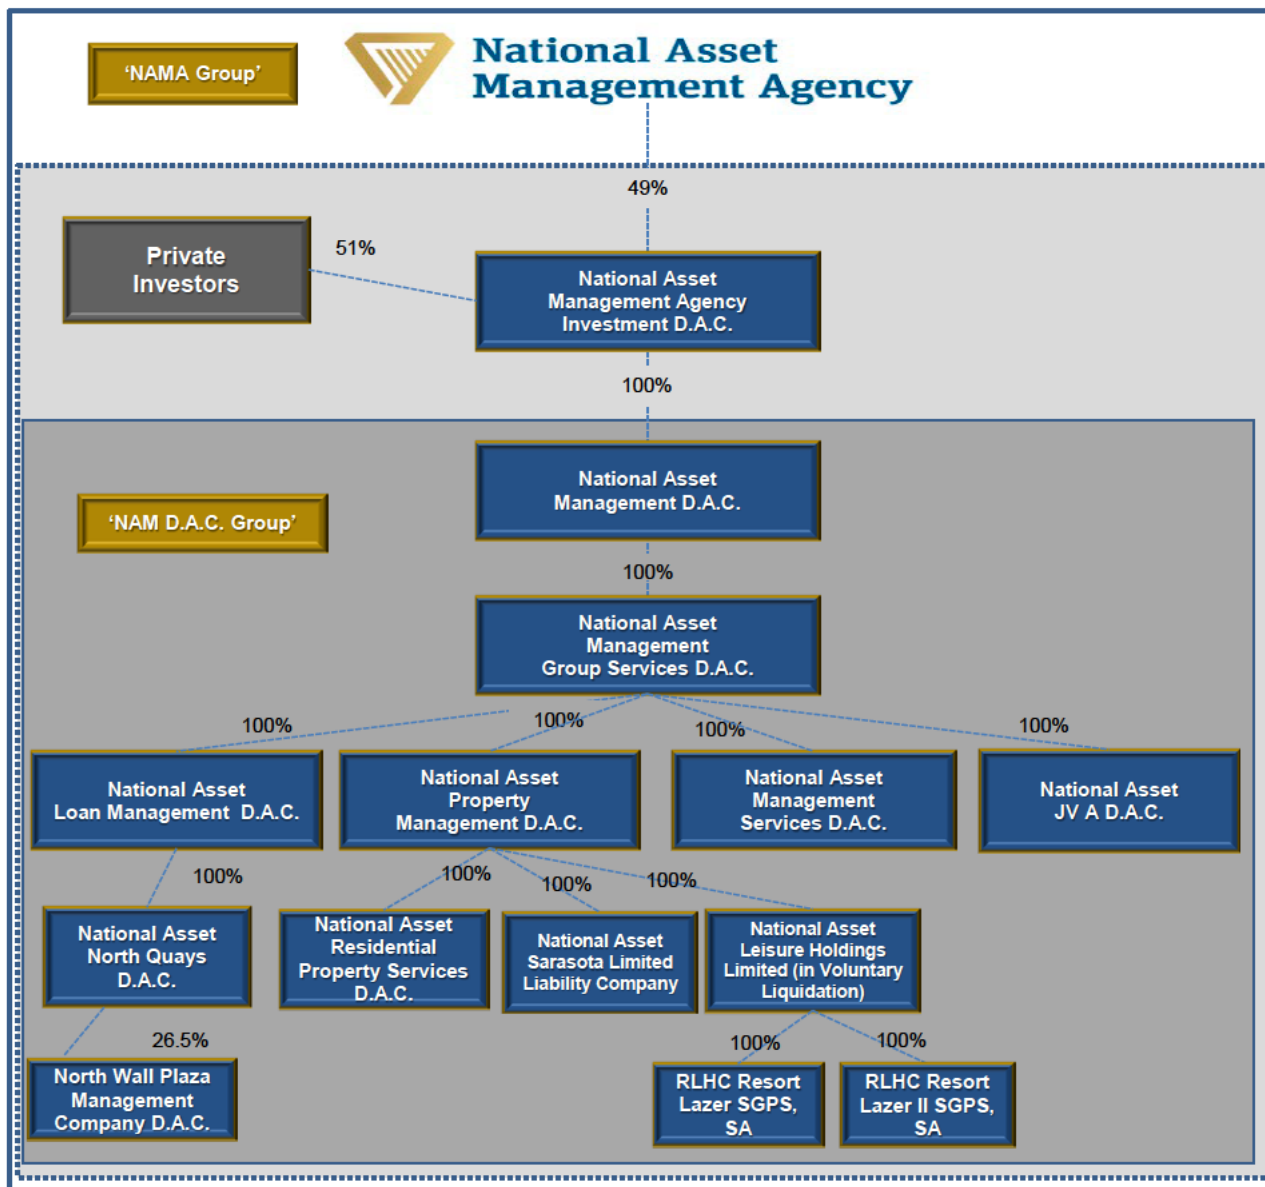 ‘NAMA Group’
National Asset
Management Agency
49%
Private
Investors
51%
National Asset
Management Agency
Investment D.A.C.
100%
National Asset
Management D.A.C.
‘NAM D.A.C. Group’
100%
National Asset
Management
Group Services D.A.C.
100%
100%
100%
100%
National Asset
Loan Management D.A.C.
National Asset
Property
Management D.A.C.
National Asset
Management
Services D.A.C.
National Asset
JV A D.A.C.
100%
100%
100%
100%
National Asset
North Quays
D.A.C.
National Asset
Residential
Property Services
D.A.C.
National Asset
Sarasota Limited
Liability Company
National Asset
Leisure Holdings
Limited (in Voluntary
Liquidation)
26.5%
100%
100%
North Wall Plaza
Management
Company D.A.C.
RLHC Resort
Lazer SGPS,
SA
RLHC Resort
Lazer II SGPS,
SA